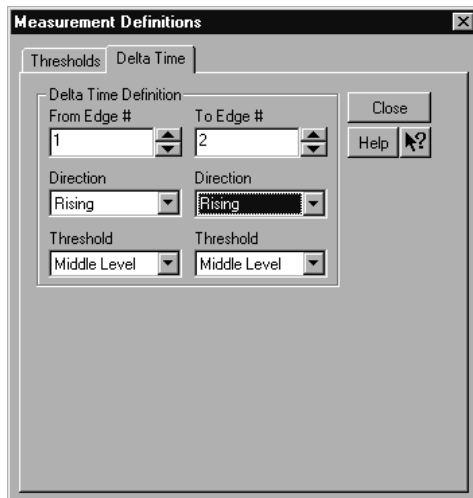 Measurement Definitions
Thresholds Delta Time
Delta Time Definition
From Edge # To Edge #
1 2
Direction Direction
Rising Rising
Threshold Threshold
Middle Level Middle Level
Close
Help ?